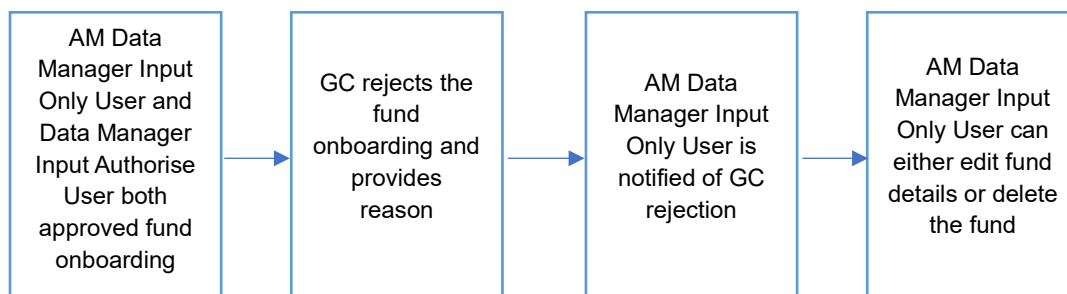 AM Data
Manager Input
Only User and
Data Manager
Input Authorise
User both
approved fund
onboarding
GC rejects the
fund
onboarding and
provides
reason
AM Data
Manager Input
Only User is
notified of GC
rejection
AM Data
Manager Input
Only User can
either edit fund
details or delete
the fund